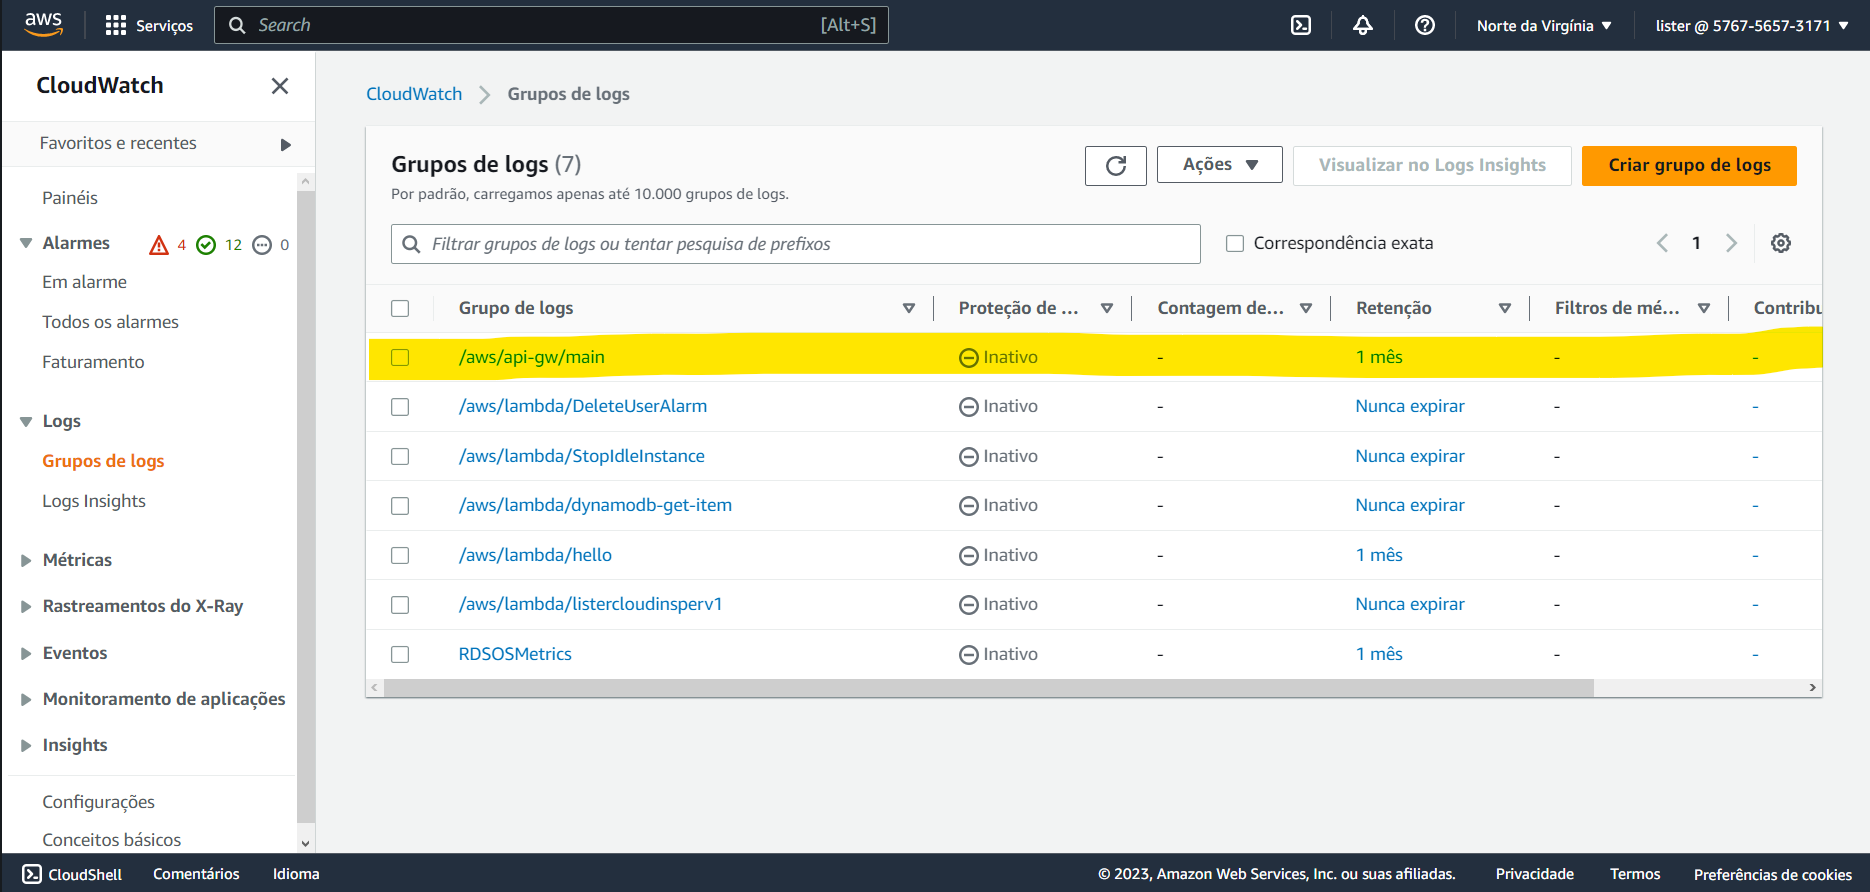 aws
Serviços
Search
[Alt+S]
Norte da Virgínia
lister @ 5767-5657-3171
CloudWatch
Favoritos e recentes
Painéis
Alarmes 4 12 0
Em alarme
Todos os alarmes
Faturamento
Logs
Grupos de logs
Logs Insights
Métricas
Rastreamentos do X-Ray
Eventos
Monitoramento de aplicações
Insights
Configurações
Conceitos básicos
CloudWatch Grupos de logs
Grupos de logs (7)
Por padrão, carregamos apenas até 10.000 grupos de logs.
Ações
Visualizar no Logs Insights
Criar grupo de logs
Filtrar grupos de logs ou tentar pesquisa de prefixos
Correspondência exata
1
Grupo de logs Proteção de ... Contagem de... Retenção Filtros de mé... Contribu
/aws/api-gw/main Inativo - 1 mês - -
/aws/lambda/DeleteUserAlarm Inativo - Nunca expirar - -
/aws/lambda/StopIdleInstance Inativo - Nunca expirar - -
/aws/lambda/dynamodb-get-item Inativo - Nunca expirar - -
/aws/lambda/hello Inativo - 1 mês - -
/aws/lambda/listercloudinsperv1 Inativo - Nunca expirar - -
RDSOSMetrics Inativo - 1 mês - -
CloudShell Comentários Idioma © 2023, Amazon Web Services, Inc. ou suas afiliadas. Privacidade Termos Preferências de cookies